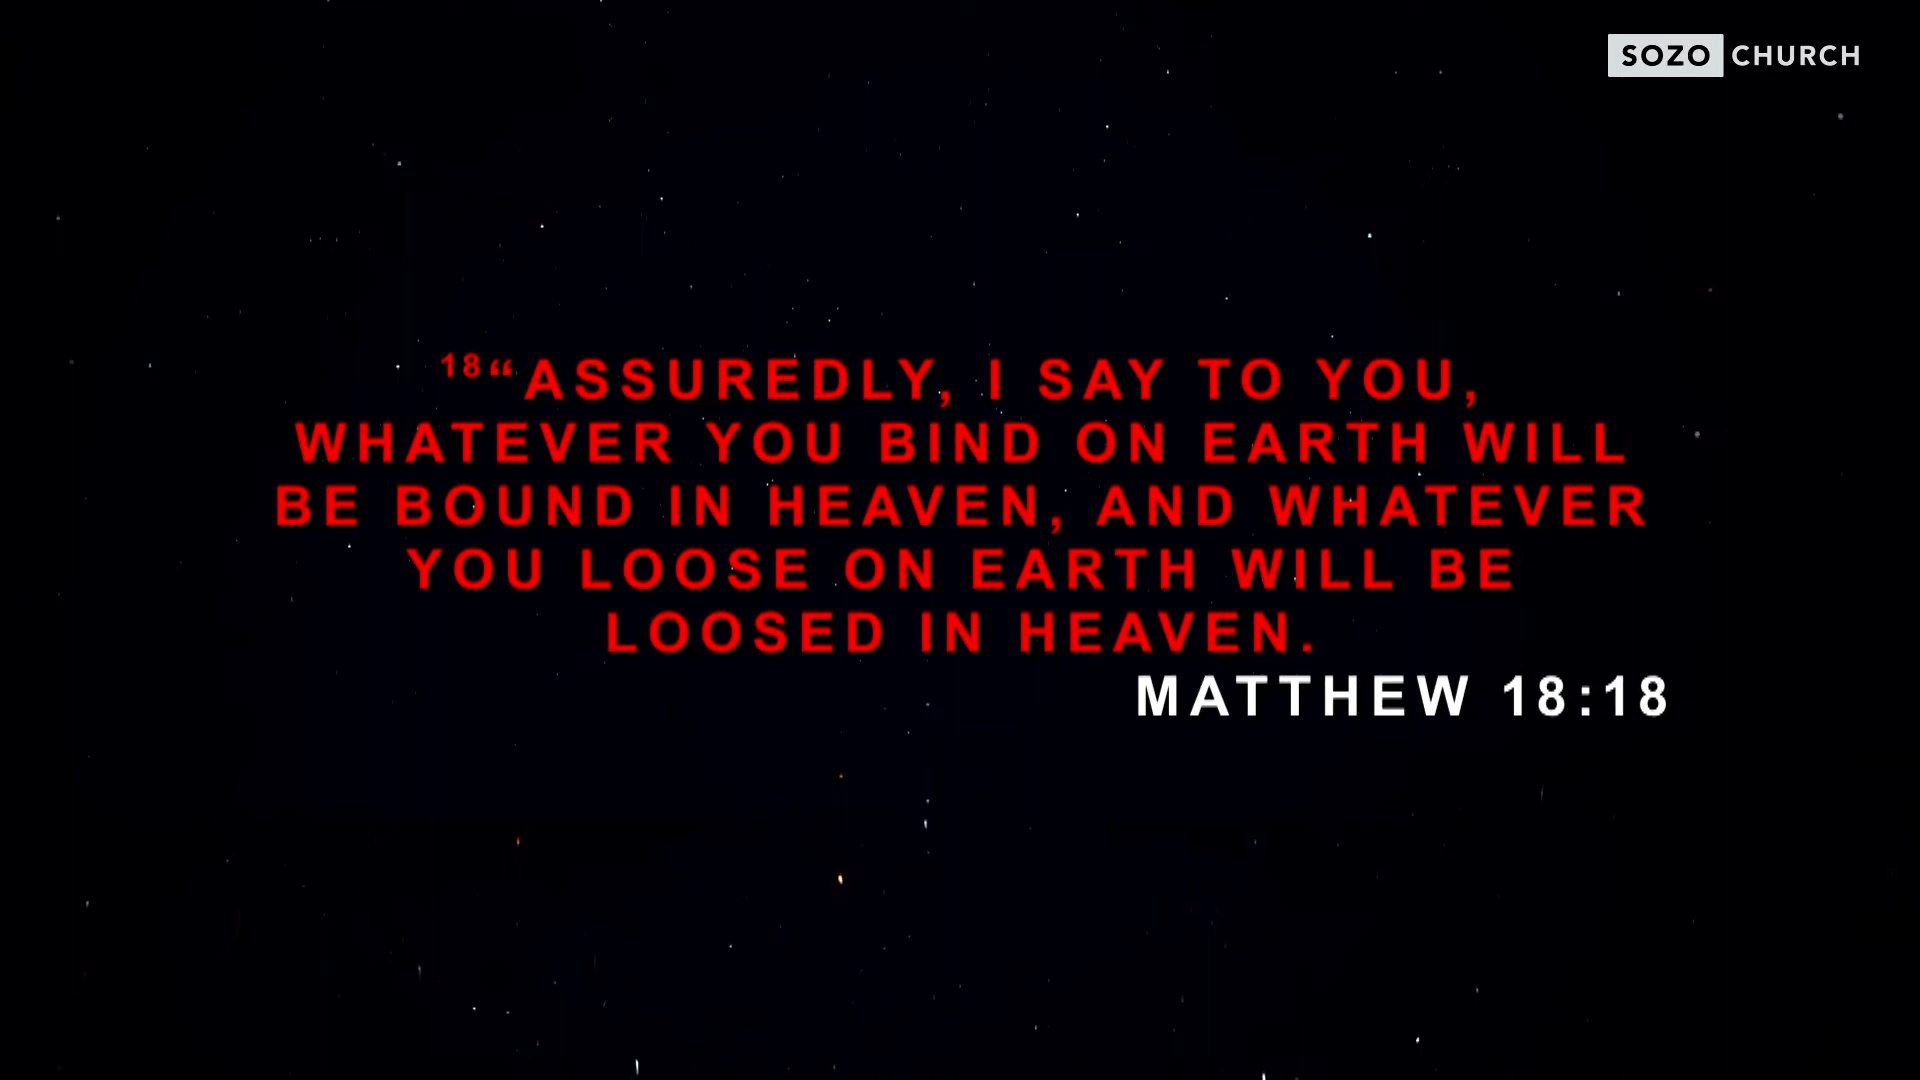 SOZO CHURCH
18“ASSUREDLY, I SAY TO YOU,
WHATEVER YOU BIND ON EARTH WILL
BE BOUND IN HEAVEN, AND WHATEVER
YOU LOOSE ON EARTH WILL BE
LOOSED IN HEAVEN.
MATTHEW 18:18